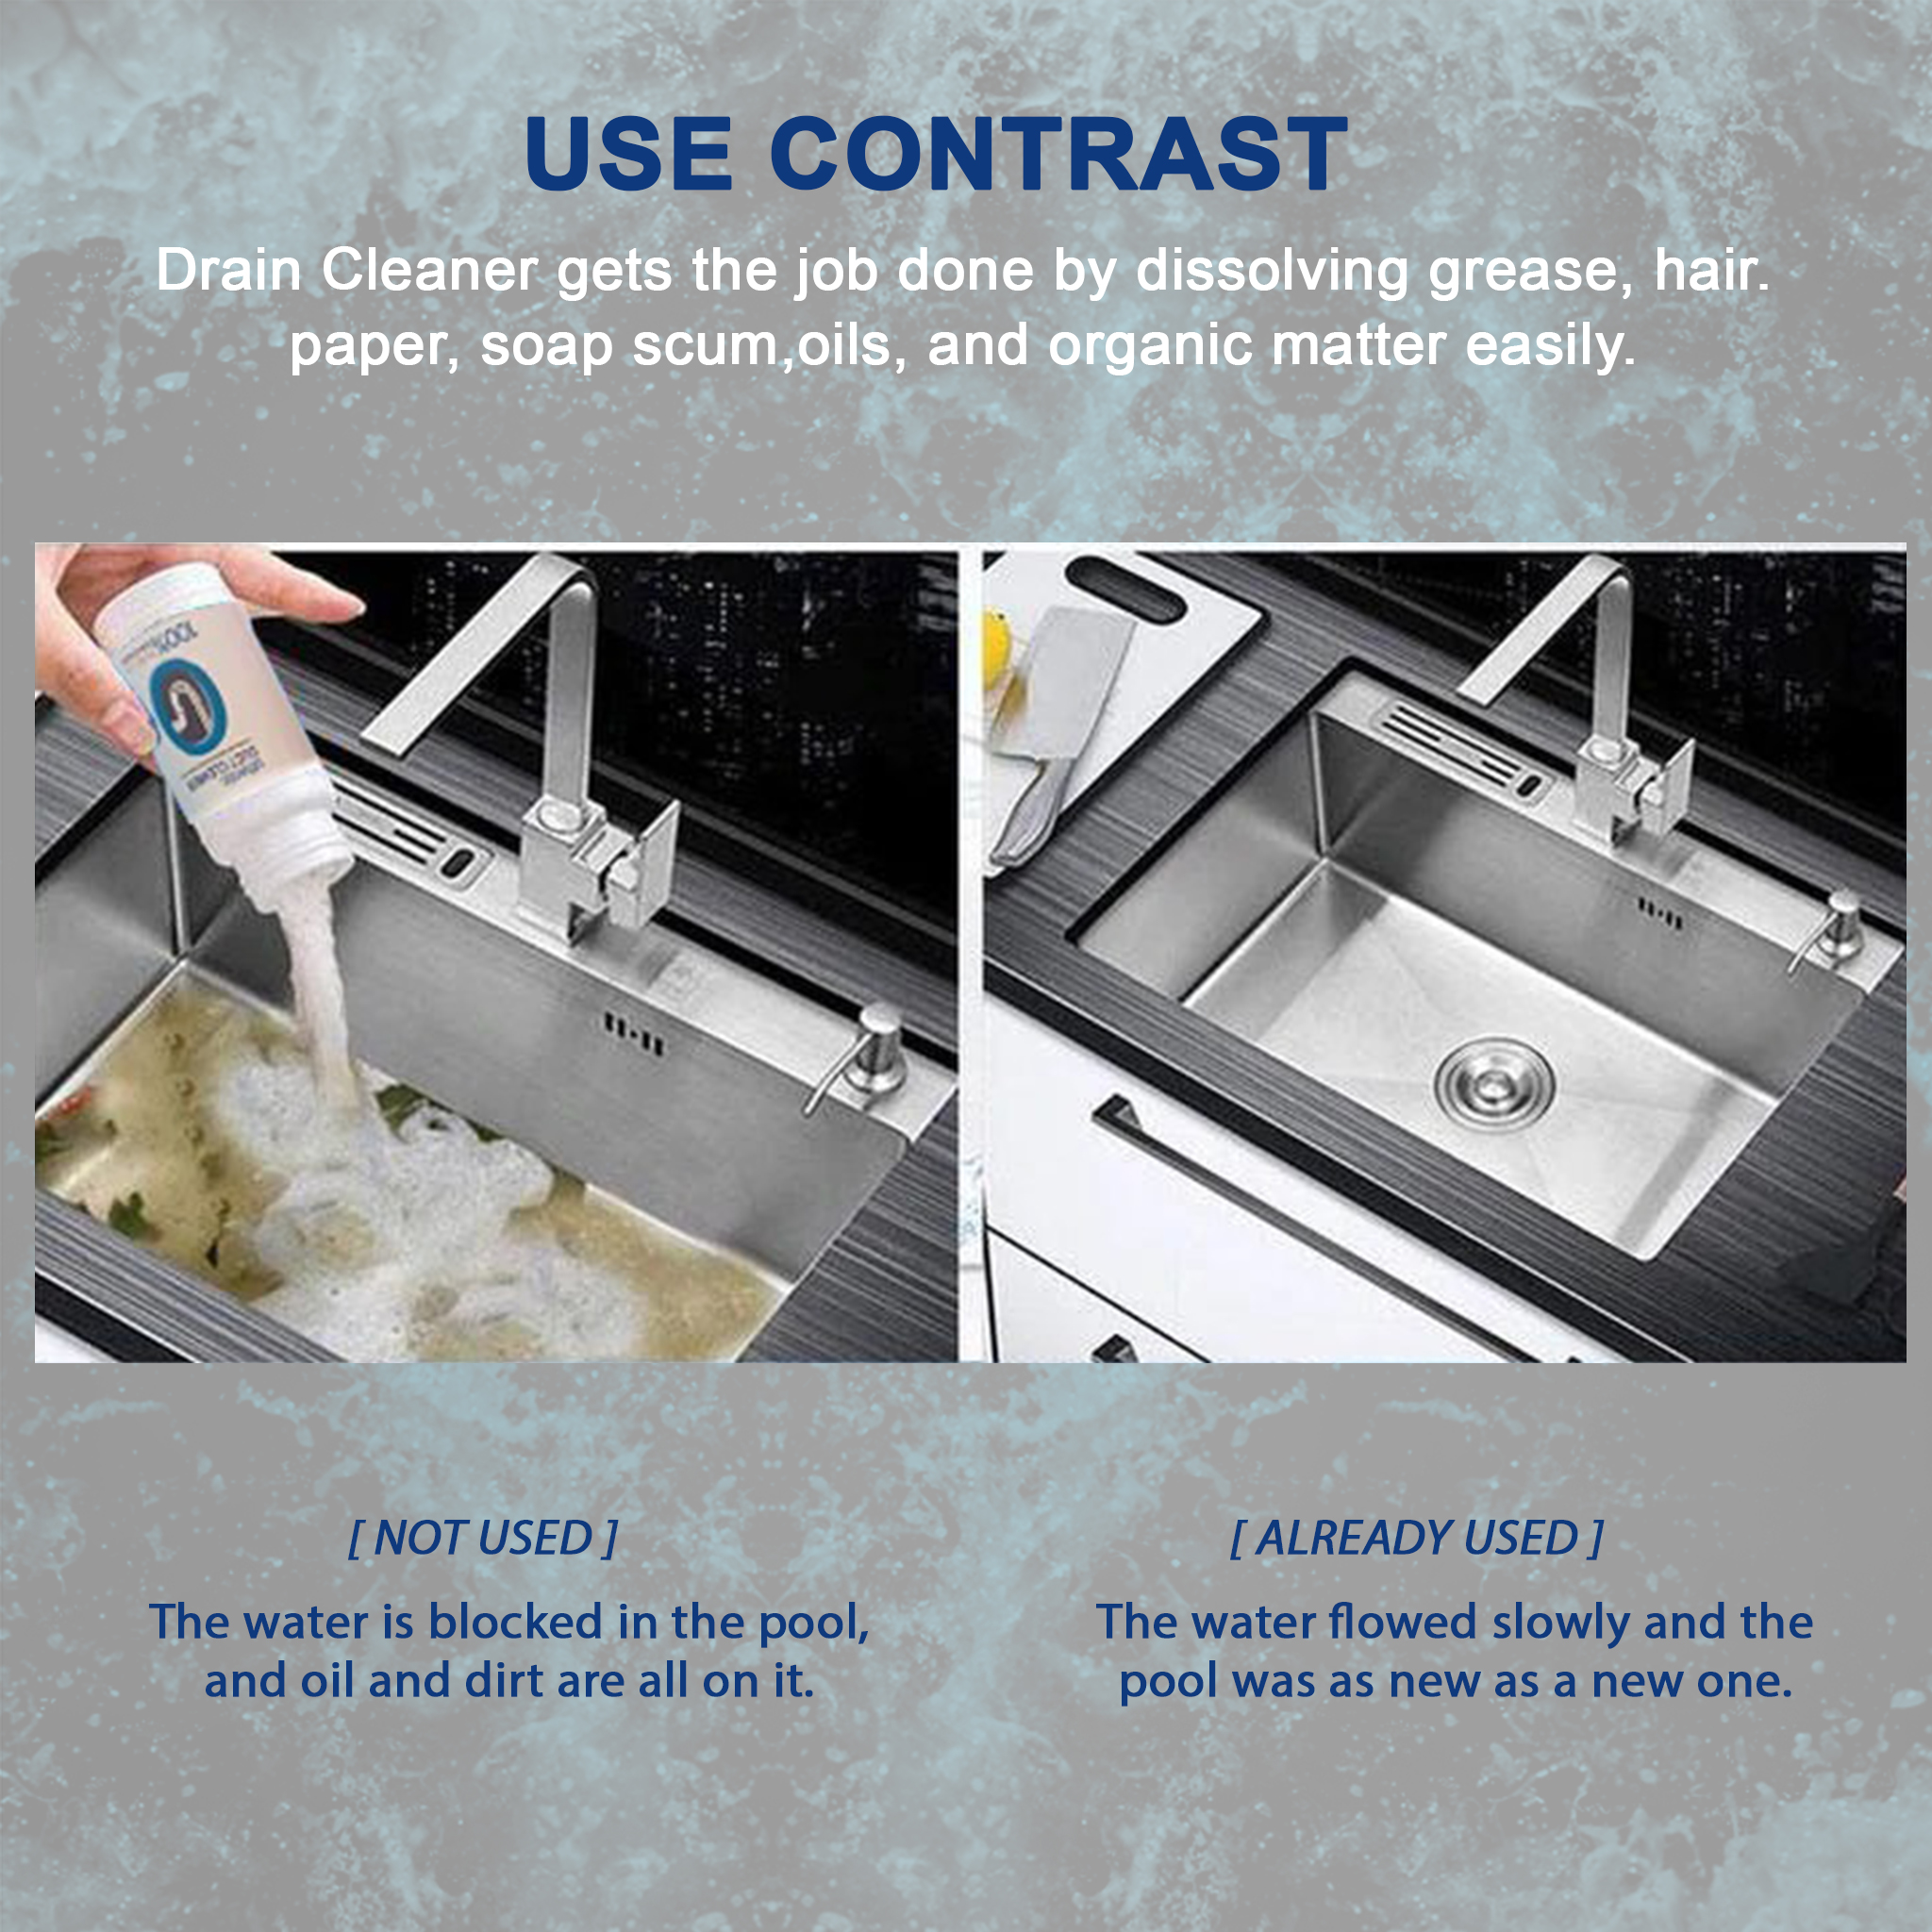 USE CONTRAST
Drain Cleaner gets the job done by dissolving grease, hair.
paper, soap scum,oils, and organic matter easily.
[ NOT USED ]
[ ALREADY USED ]
The water is blocked in the pool,
and oil and dirt are all on it.
The water flowed slowly and the
pool was as new as a new one.